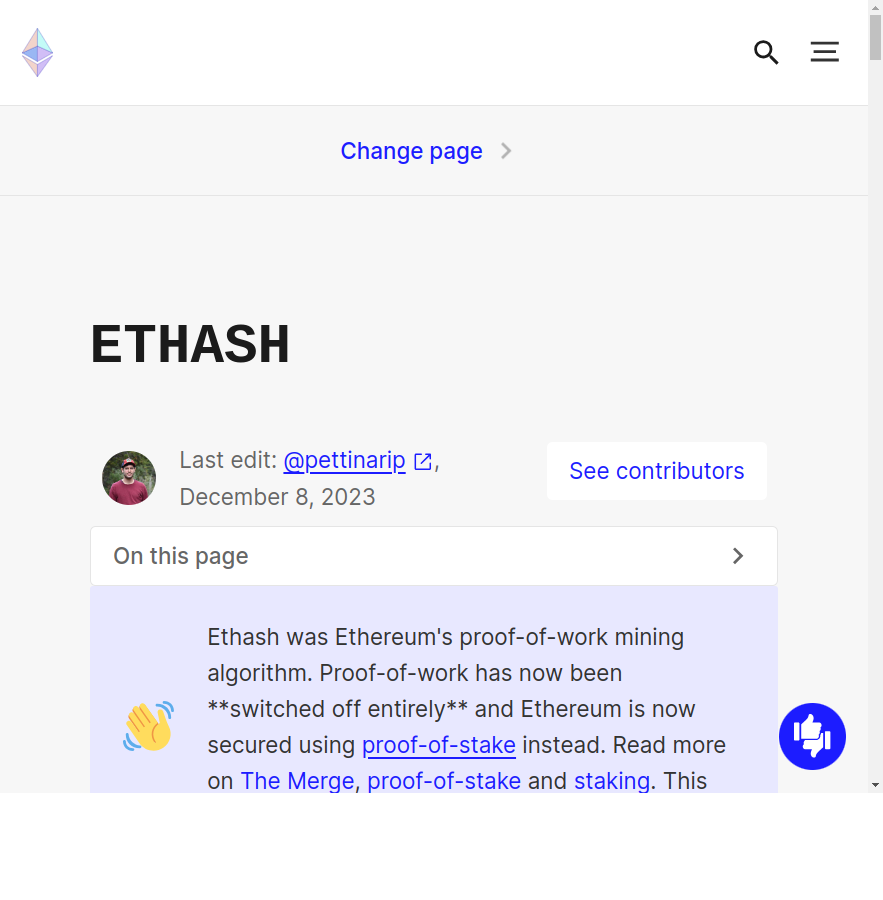 Change page
ETHASH
Last edit: @pettinarip,
December 8, 2023
See contributors
On this page
Ethash was Ethereum's proof-of-work mining
algorithm. Proof-of-work has now been
**switched off entirely** and Ethereum is now
secured using proof-of-stake instead. Read more
on The Merge, proof-of-stake and staking. This